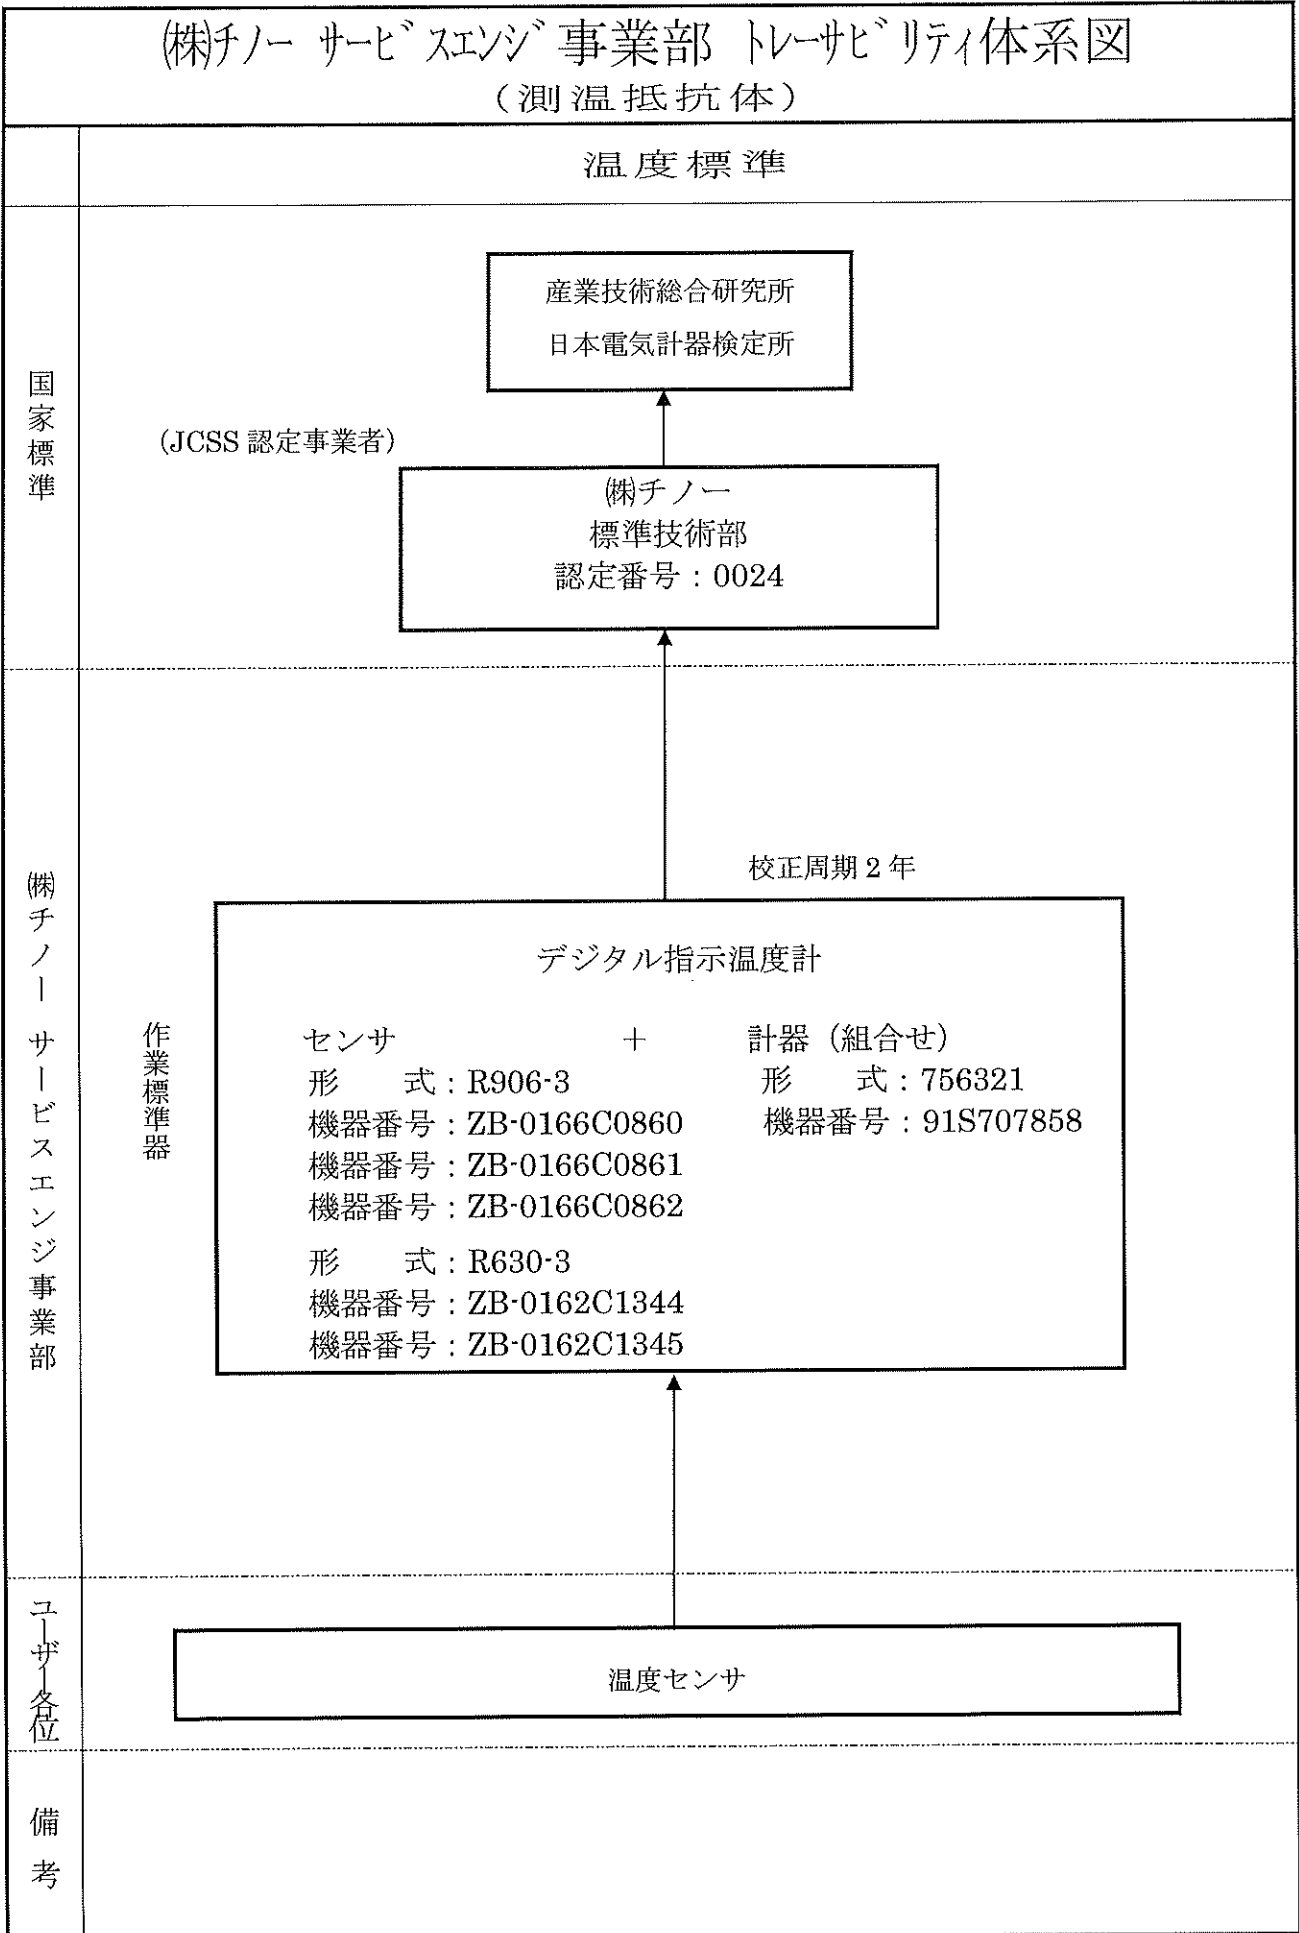 ㈱チノー サービスエンジ事業部 トレーサビリティ体系図
（測温抵抗体）
温度標準
国家標準
産業技術総合研究所
日本電気計器検定所
(JCSS 認定事業者)
㈱チノー
標準技術部
認定番号：0024
㈱チノー サービスエンジ事業部
校正周期 2 年
作業標準器
デジタル指示温度計
センサ ＋ 計器（組合せ）
形 式：R906-3 形 式：756321
機器番号：ZB-0166C0860 機器番号：91S707858
機器番号：ZB-0166C0861
機器番号：ZB-0166C0862
形 式：R630-3
機器番号：ZB-0162C1344
機器番号：ZB-0162C1345
ユーザー各位
温度センサ
備考